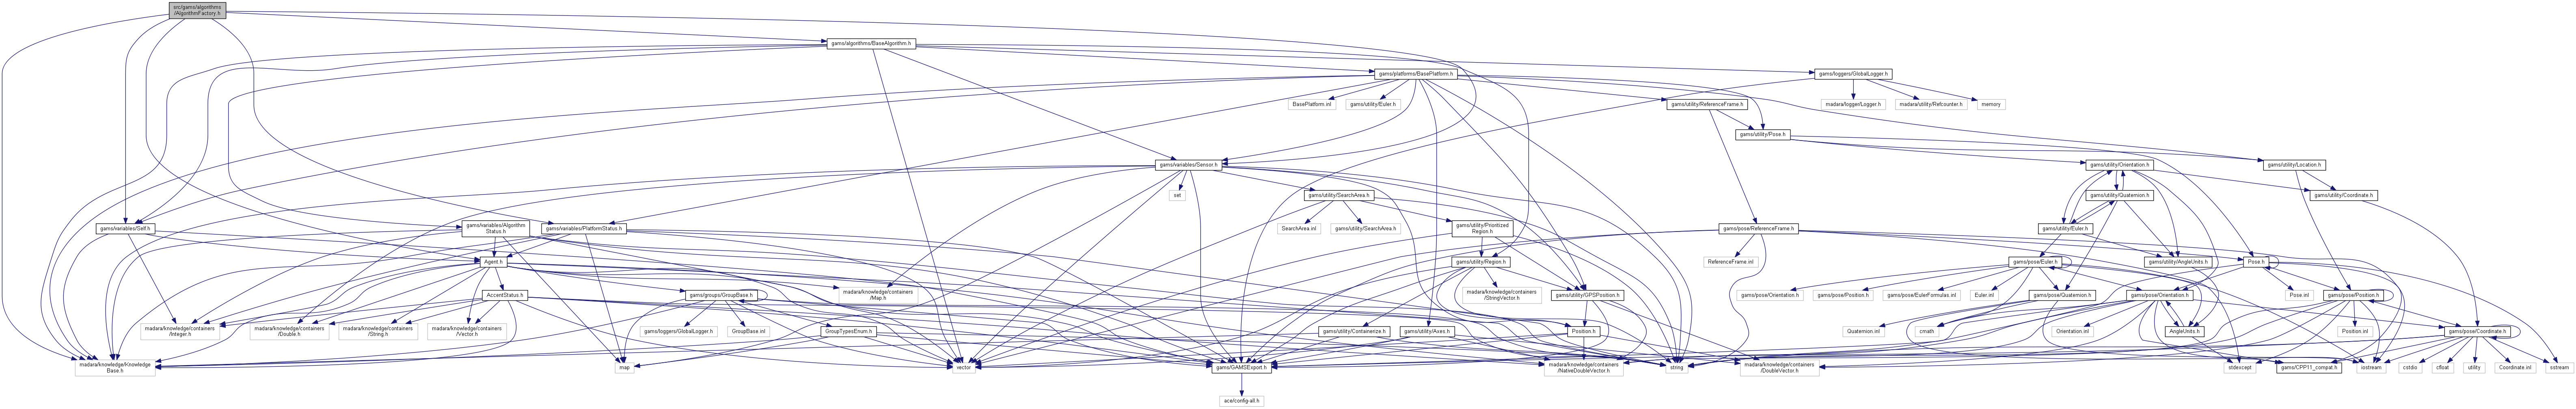 src/gams/algorithms
/AlgorithmFactory.h
gams/algorithms/BaseAlgorithm.h
gams/platforms/BasePlatform.h
gams/loggers/GlobalLogger.h
BasePlatform.inl
gams/utility/Euler.h
gams/utility/ReferenceFrame.h
madara/logger/Logger.h
madara/utility/Refcounter.h
memory
gams/utility/Pose.h
gams/variables/Sensor.h
gams/utility/Orientation.h
gams/utility/Location.h
set
gams/utility/SearchArea.h
gams/utility/Quaternion.h
gams/utility/Coordinate.h
gams/variables/Self.h
gams/variables/Algorithm
Status.h
gams/variables/PlatformStatus.h
SearchArea.inl
gams/utility/SearchArea.h
gams/utility/Prioritized
Region.h
gams/pose/ReferenceFrame.h
gams/utility/Euler.h
Agent.h
gams/utility/Region.h
ReferenceFrame.inl
gams/pose/Euler.h
gams/utility/AngleUnits.h
Pose.h
AccentStatus.h
gams/groups/GroupBase.h
madara/knowledge/containers
/Map.h
madara/knowledge/containers
/StringVector.h
gams/utility/GPSPosition.h
gams/pose/Orientation.h
gams/pose/Position.h
gams/pose/EulerFormulas.inl
Euler.inl
gams/pose/Quaternion.h
gams/pose/Orientation.h
Pose.inl
gams/pose/Position.h
madara/knowledge/containers
/Integer.h
madara/knowledge/containers
/Double.h
madara/knowledge/containers
/String.h
madara/knowledge/containers
/Vector.h
gams/loggers/GlobalLogger.h
GroupBase.inl
GroupTypesEnum.h
gams/utility/Containerize.h
gams/utility/Axes.h
Position.h
Quaternion.inl
cmath
Orientation.inl
AngleUnits.h
Position.inl
gams/pose/Coordinate.h
madara/knowledge/Knowledge
Base.h
map
vector
gams/GAMSExport.h
madara/knowledge/containers
/NativeDoubleVector.h
string
madara/knowledge/containers
/DoubleVector.h
stdexcept
gams/CPP11_compat.h
iostream
cstdio
cfloat
utility
Coordinate.inl
sstream
ace/config-all.h